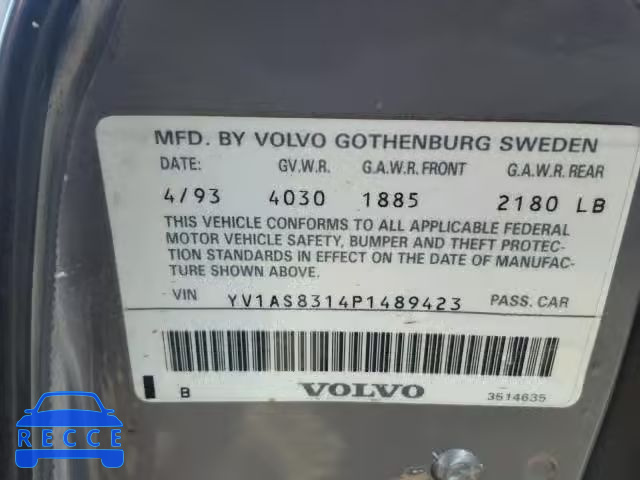 MFD. BY VOLVO GOTHENBURG SWEDEN
DATE: GV.W.R. G.A.W.R. FRONT G.A.W.R. REAR
4/93 4030 1885 2180 LB
THIS VEHICLE CONFORMS TO ALL APPLICABLE FEDERAL
MOTOR VEHICLE SAFETY, BUMPER AND THEFT PROTEC-
TION STANDARDS IN EFFECT ON THE DATE OF MANUFAC-
TURE SHOWN ABOVE.
VIN YV1AS8314P1489423 PASS. CAR
B VOLVO 3514635
RECCE